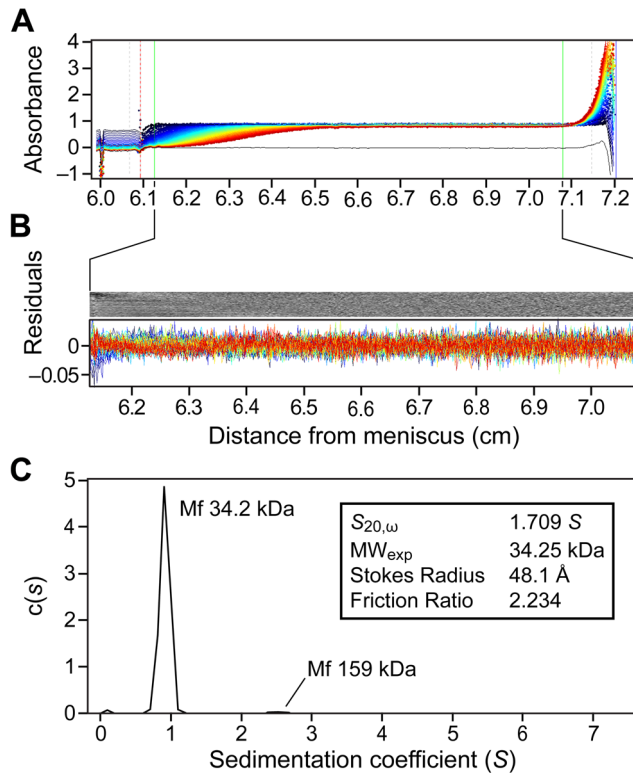 A
Absorbance
4
3
2
1
0
−1
6.0 6.1 6.2 6.3 6.4 6.5 6.6 6.7 6.8 6.9 7.0 7.1 7.2
B
Residuals
0
−0.05
6.2 6.3 6.4 6.5 6.6 6.7 6.8 6.9 7.0
Distance from meniscus (cm)
C
c(s)
5
4
3
2
1
0
Mf 34.2 kDa
Mf 159 kDa
S20,ω 1.709 S
MWexp 34.25 kDa
Stokes Radius 48.1 Å
Friction Ratio 2.234
0 1 2 3 4 5 6 7
Sedimentation coefficient (S)